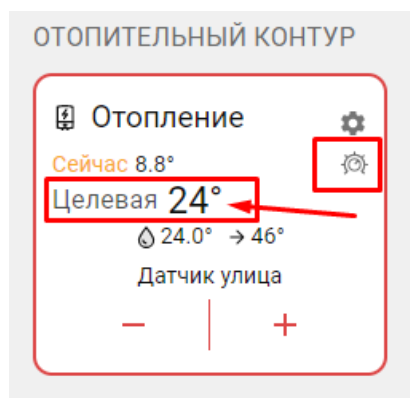 ОТОПИТЕЛЬНЫЙ КОНТУР
Отопление
Сейчас 8.8°
Целевая 24°
24.0° → 46°
Датчик улица
− +